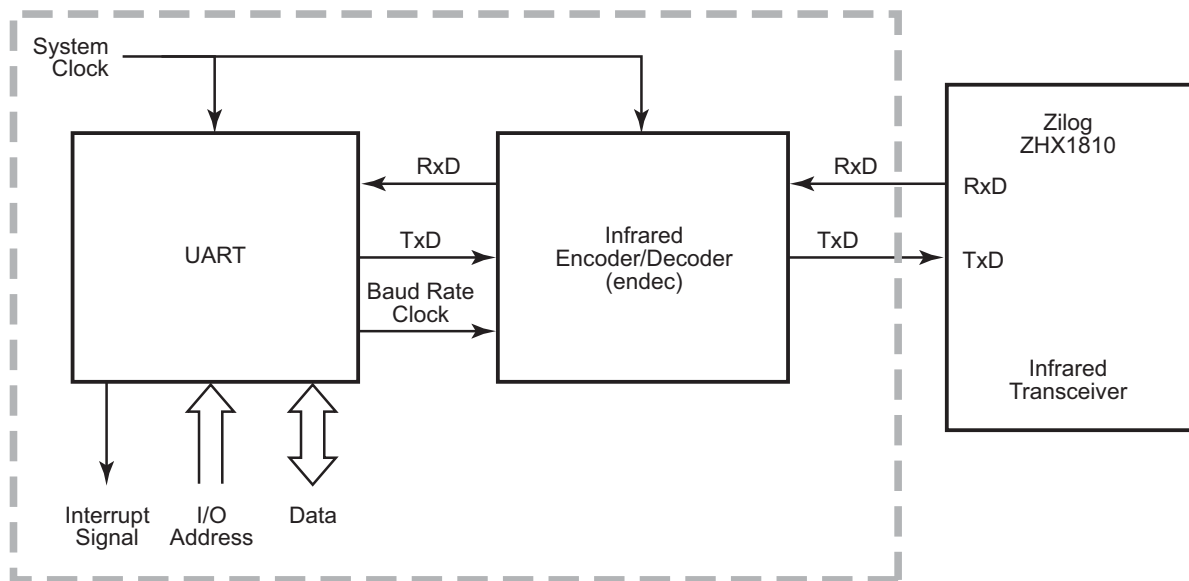 System
Clock
Zilog
ZHX1810
RxD
RxD
RxD
UART
Infrared
Encoder/Decoder
(endec)
TxD
TxD
TxD
Baud Rate
Clock
Infrared
Transceiver
Interrupt
Signal
I/O
Address
Data